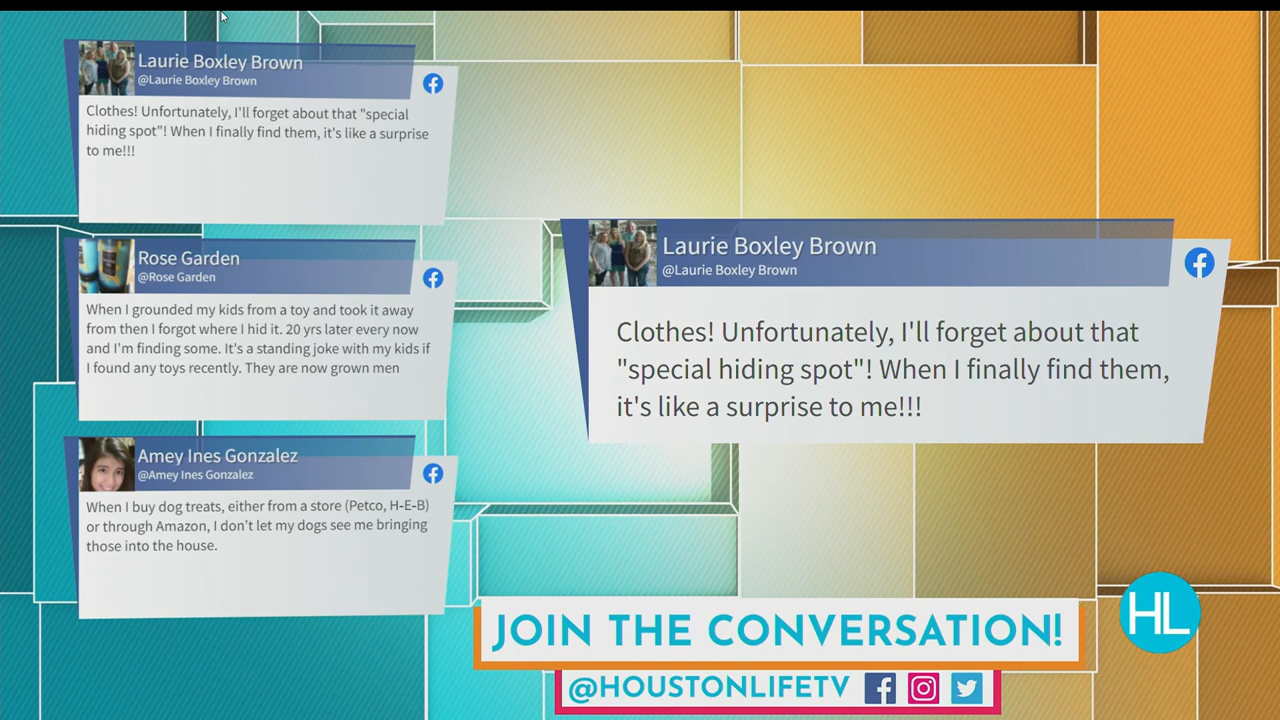 Laurie Boxley Brown
@Laurie Boxley Brown
Clothes! Unfortunately, I'll forget about that "special
hiding spot"! When I finally find them, it's like a surprise
to me!!!
Rose Garden
@Rose Garden
When I grounded my kids from a toy and took it away
from then I forgot where I hid it. 20 yrs later every now
and I'm finding some. It's a standing joke with my kids if
I found any toys recently. They are now grown men
Amey Ines Gonzalez
@Amey Ines Gonzalez
When I buy dog treats, either from a store (Petco, H-E-B)
or through Amazon, I don't let my dogs see me bringing
those into the house.
Laurie Boxley Brown
@Laurie Boxley Brown
Clothes! Unfortunately, I'll forget about that
"special hiding spot"! When I finally find them,
it's like a surprise to me!!!
HL
JOIN THE CONVERSATION!
@HOUSTONLIFETV